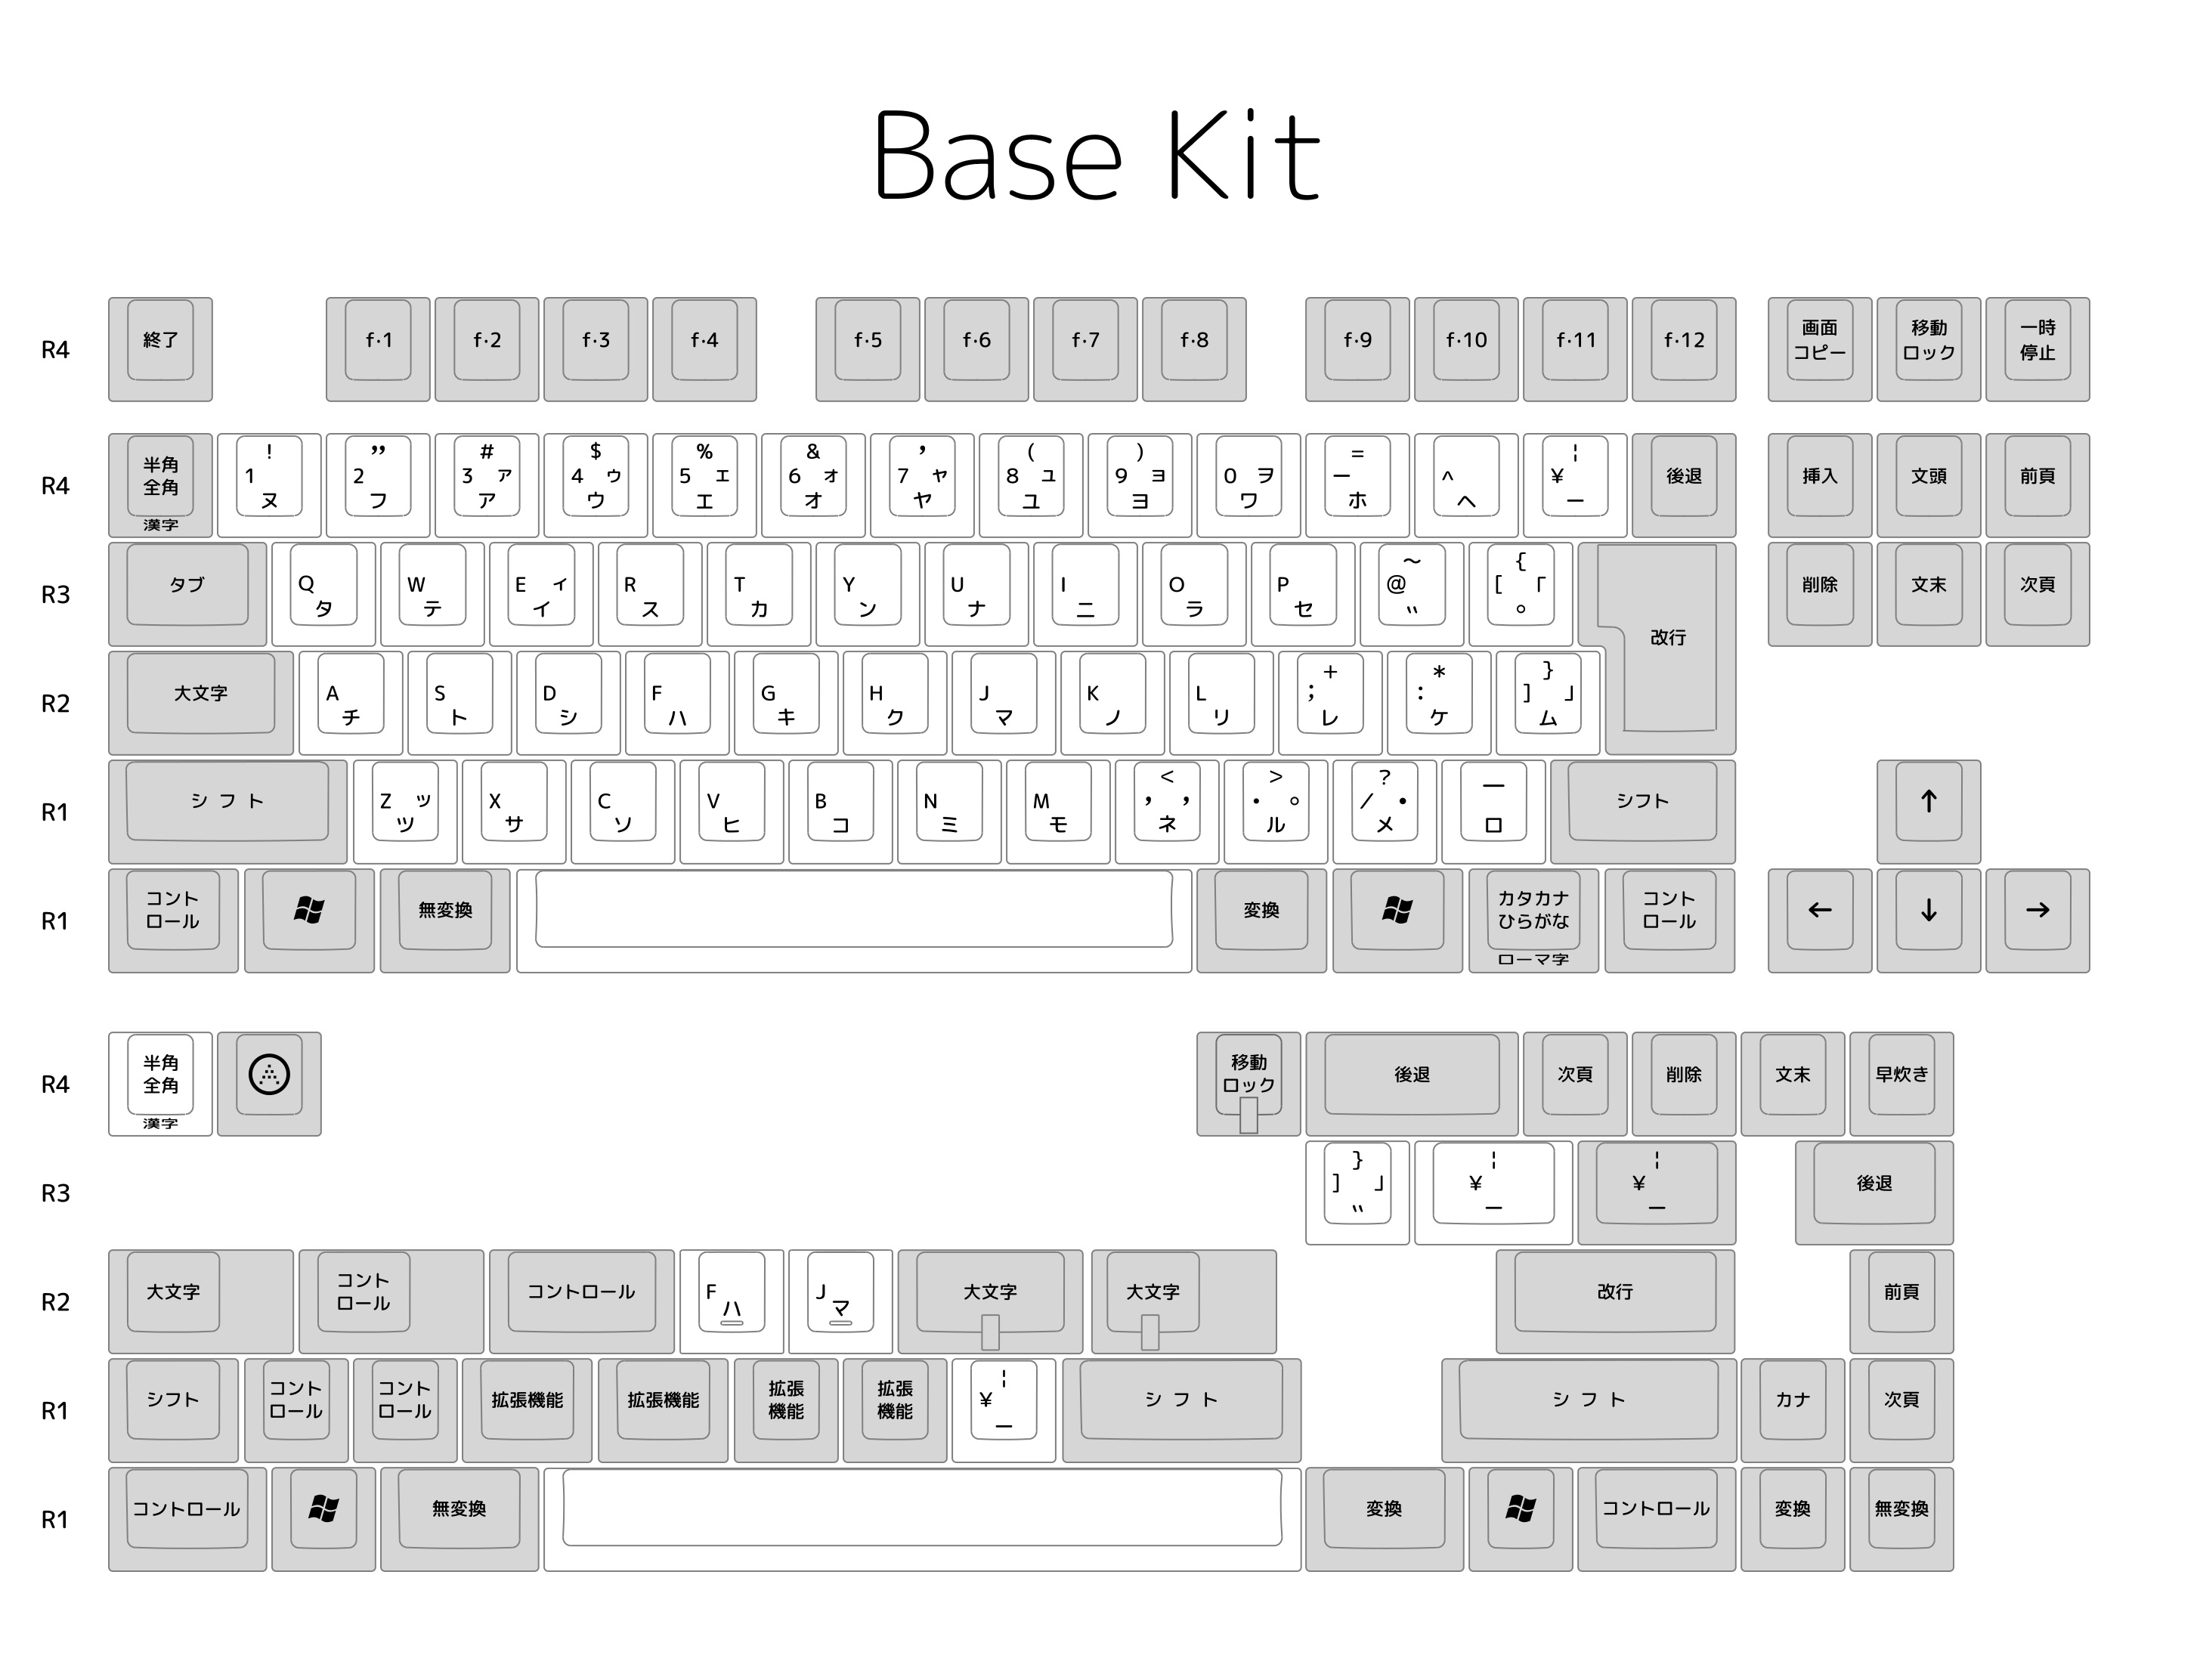 Base Kit
R4 終了 f·1 f·2 f·3 f·4 f·5 f·6 f·7 f·8 f·9 f·10 f·11 f·12 画面 移動 一時
コピー ロック 停止
! ” # $ % & ’ ( ) = ¦
R4 半角 1 2 3 ァ 4 ゥ 5 ェ 6 ォ 7 ャ 8 ュ 9 ョ 0 ヲ ー ^ ¥ 後退 挿入 文頭 前頁
全角 ヌ フ ア ウ エ オ ヤ ユ ヨ ワ ホ ヘ ー
漢字
~ {
R3 タブ Q W E ィ R T Y U I O P @ [ 「 削除 文末 次頁
タ テ イ ス カ ン ナ ニ ラ セ ゛ ゜
改行
+ * }
R2 大文字 A S D F G H J K L ; : ] 」
チ ト シ ハ キ ク マ ノ リ レ ケ ム
< > ? —
R1 シフト Z ッ X C V B N M , 、 . 。 / ・ シフト ↑
ツ サ ソ ヒ コ ミ モ ネ ル メ ロ
R1 コント 無変換 変換 カタカナ コント ← ↓ →
ロール ひらがな ロール
ローマ字
R4 半角 移動 後退 次頁 削除 文末 早炊き
全角 ロック
漢字
} ¦ ¦
R3 ] 」 ¥ ¥ 後退
゛ ー ー
R2 大文字 コント コントロール F J 大文字 大文字 改行 前頁
ロール ハ マ
¦
R1 シフト コント コント 拡張機能 拡張機能 拡張 拡張 ¥ シフト シフト カナ 次頁
ロール ロール 機能 機能 ー
R1 コントロール 無変換 変換 コントロール 変換 無変換